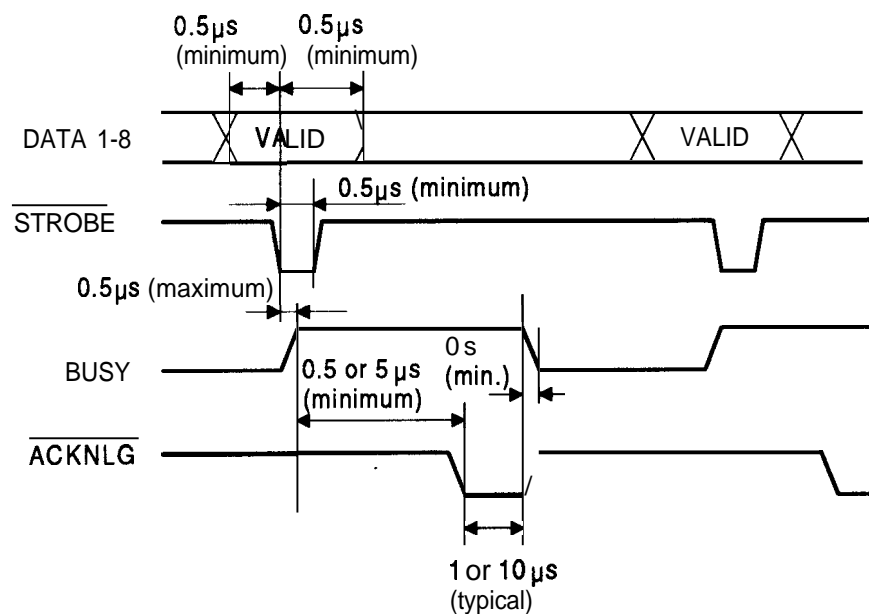 0.5µs 0.5µs
(minimum) (minimum)
DATA 1-8 VALID VALID
0.5µs (minimum)
STROBE
0.5µs (maximum)
BUSY
0.5 or 5 µs
(minimum)
0 s
(min.)
ACKNLG
1 or 10 µs
(typical)